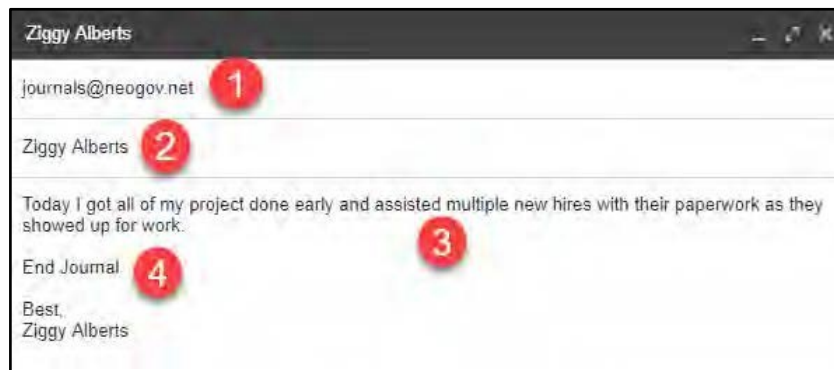 Ziggy Alberts
journals@neogov.net 1
Ziggy Alberts 2
Today I got all of my project done early and assisted multiple new hires with their paperwork as they
showed up for work.
3
End Journal 4
Best,
Ziggy Alberts